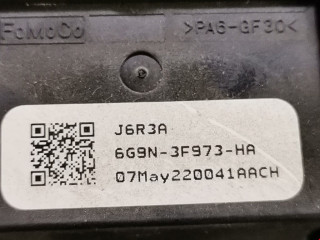 FoMoCo >PA6-GF30<
J6R3A
6G9N-3F973-HA
07May220041AACH